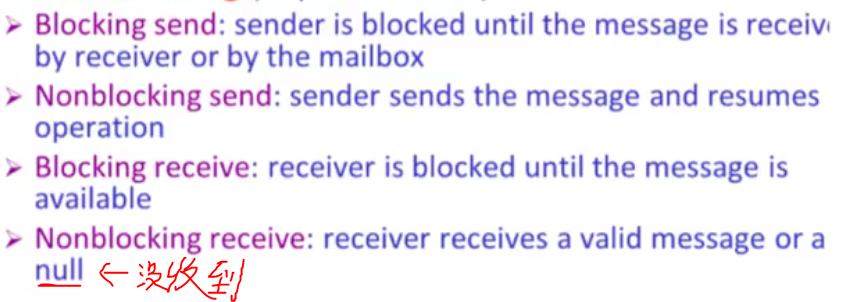 ➢ Blocking send: sender is blocked until the message is receiv
by receiver or by the mailbox
➢ Nonblocking send: sender sends the message and resumes
operation
➢ Blocking receive: receiver is blocked until the message is
available
➢ Nonblocking receive: receiver receives a valid message or a
null ←没收到